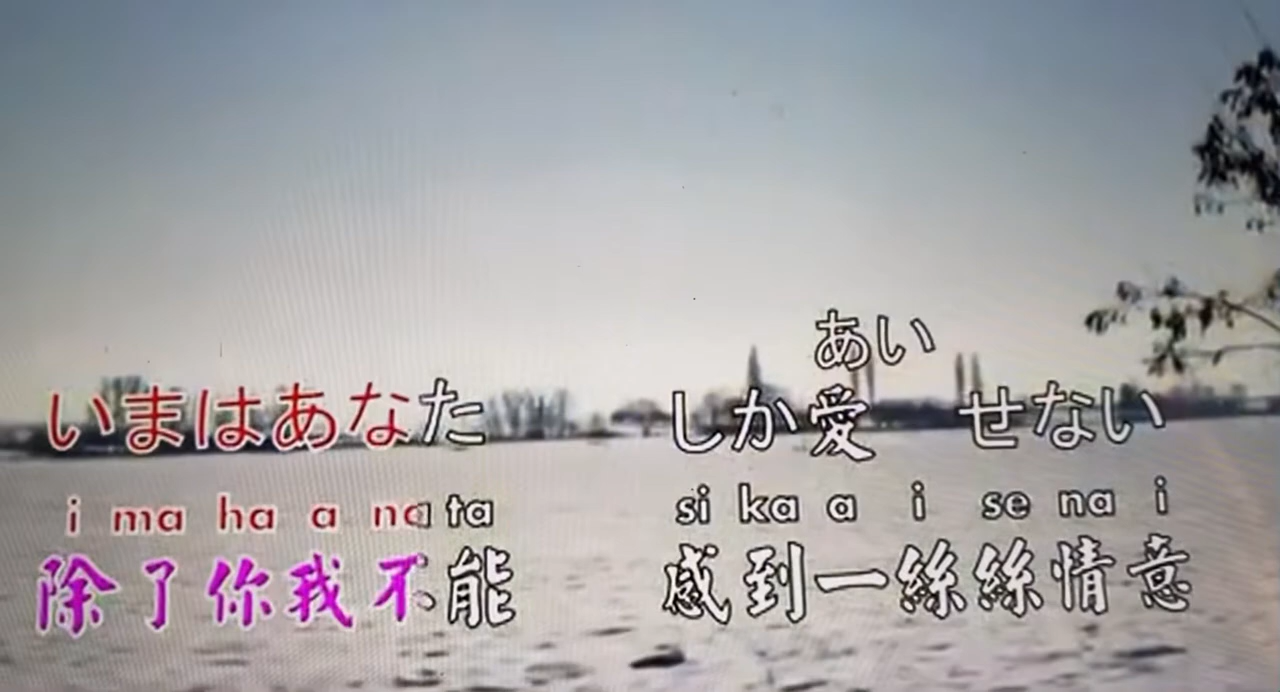 あい
いまはあなた しか愛せない
i ma ha a na ta si ka a i se na i
除了你我不能 感到一絲絲情意